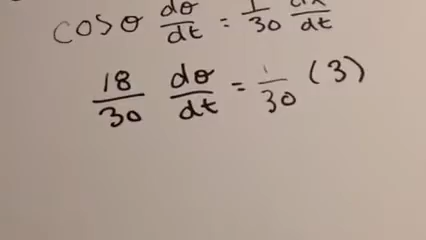 cos θ dθ/dt = 1/30 dx/dt
18/30 dθ/dt = 1/30 (3)